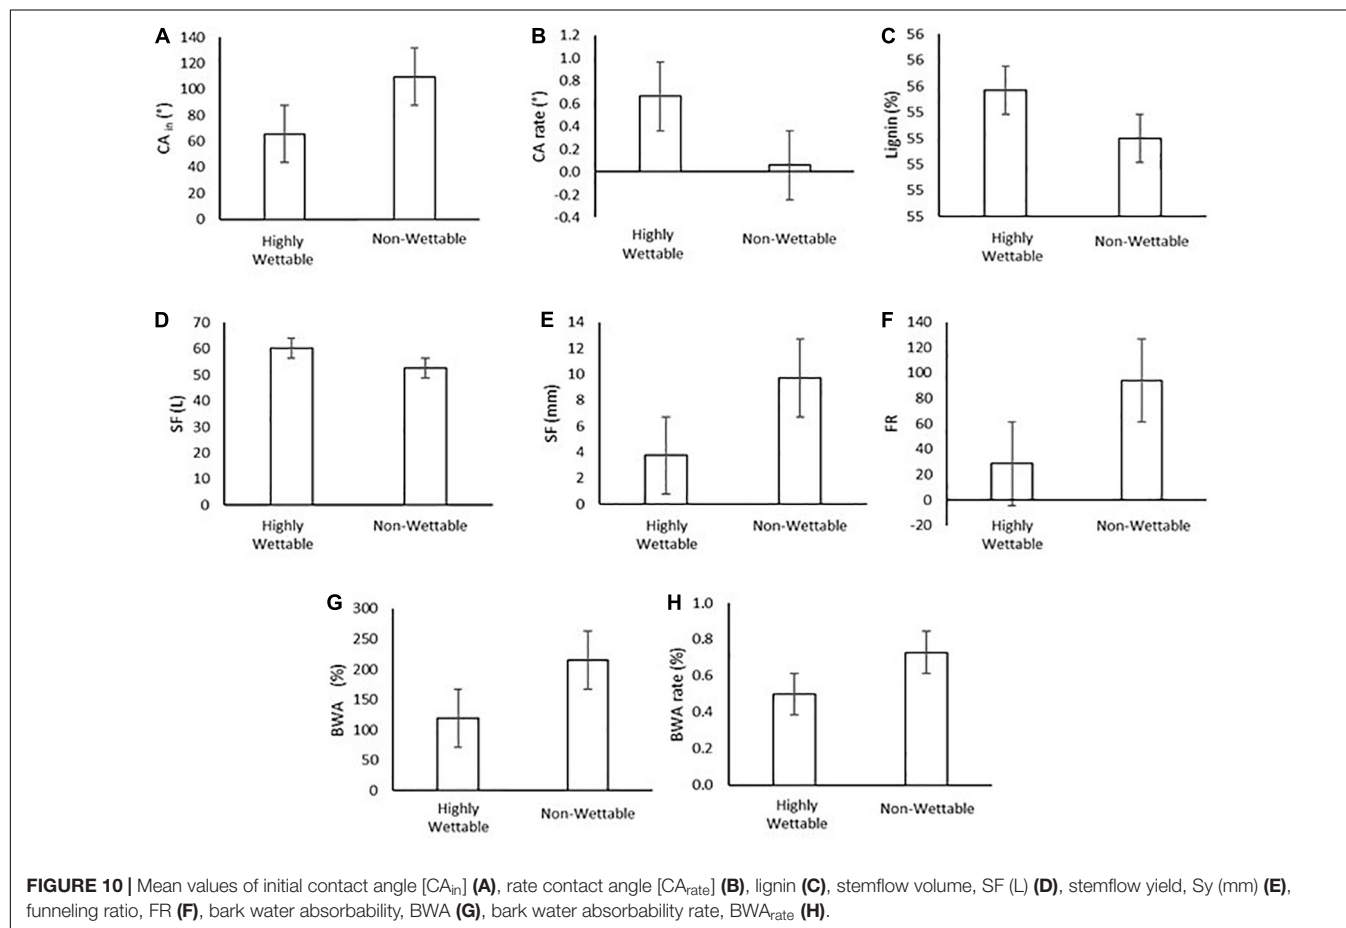 A
CA in (°)
140
120
100
80
60
40
20
0
Highly
Wettable
Non-Wettable
B
CA rate (°)
1.2
1.0
0.8
0.6
0.4
0.2
0.0
-0.2
-0.4
Highly
Wettable
Non-Wettable
C
Lignin (%)
56
56
56
55
55
55
55
55
Highly
Wettable
Non-Wettable
D
SF (L)
70
60
50
40
30
20
10
0
Highly
Wettable
Non-Wettable
E
SF (mm)
14
12
10
8
6
4
2
0
Highly
Wettable
Non-Wettable
F
FR
140
120
100
80
60
40
20
0
-20
Highly
Wettable
Non-Wettable
G
BWA (%)
300
250
200
150
100
50
0
Highly
Wettable
Non-Wettable
H
BWA rate (%)
1.0
0.8
0.6
0.4
0.2
0.0
Highly
Wettable
Non-Wettable
FIGURE 10 | Mean values of initial contact angle [CAin] (A), rate contact angle [CArate] (B), lignin (C), stemflow volume, SF (L) (D), stemflow yield, Sy (mm) (E),
funneling ratio, FR (F), bark water absorbability, BWA (G), bark water absorbability rate, BWArate (H).